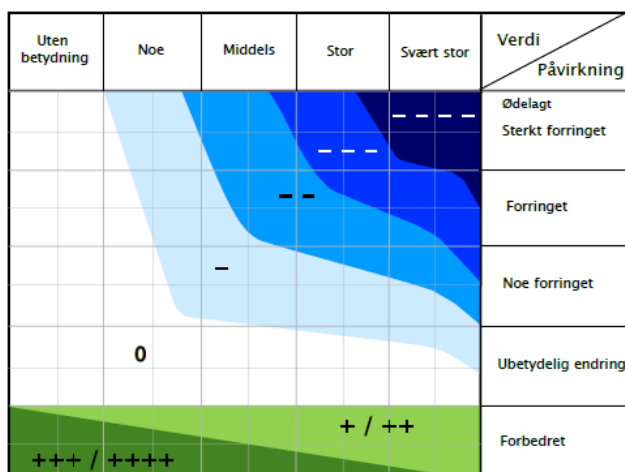 Uten
betydning
Noe
Middels
Stor
Svært stor
Verdi
Påvirkning
Ødelagt
Sterkt forringet
– – – –
– – –
– –
Forringet
–
Noe forringet
0
Ubetydelig endring
+ / ++
Forbedret
+++ / ++++